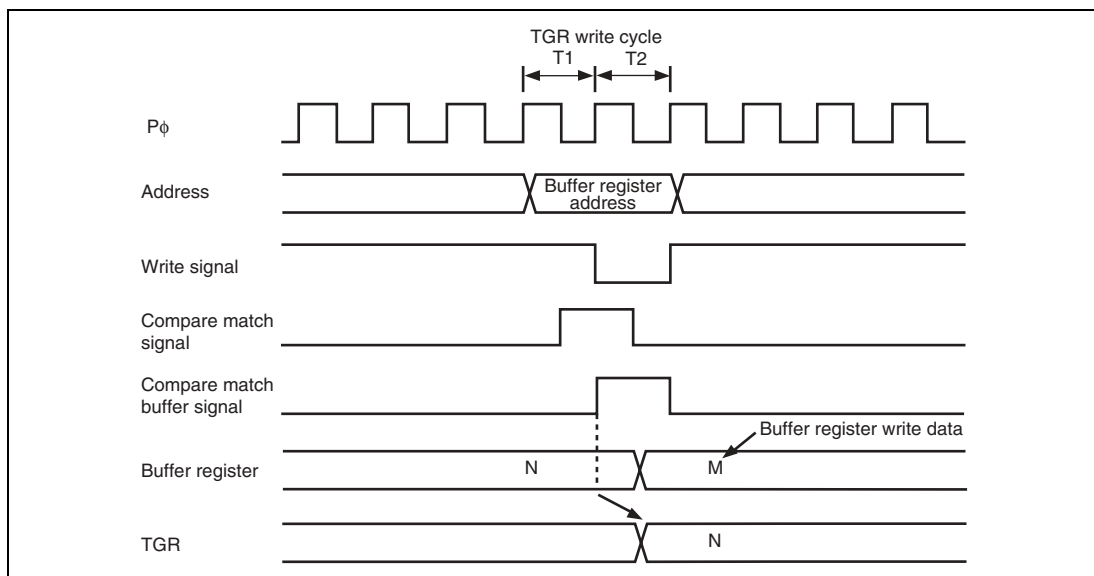 TGR write cycle
T1 T2
Pϕ
Address
Buffer register
address
Write signal
Compare match
signal
Compare match
buffer signal
Buffer register write data
Buffer register
N M
TGR
N